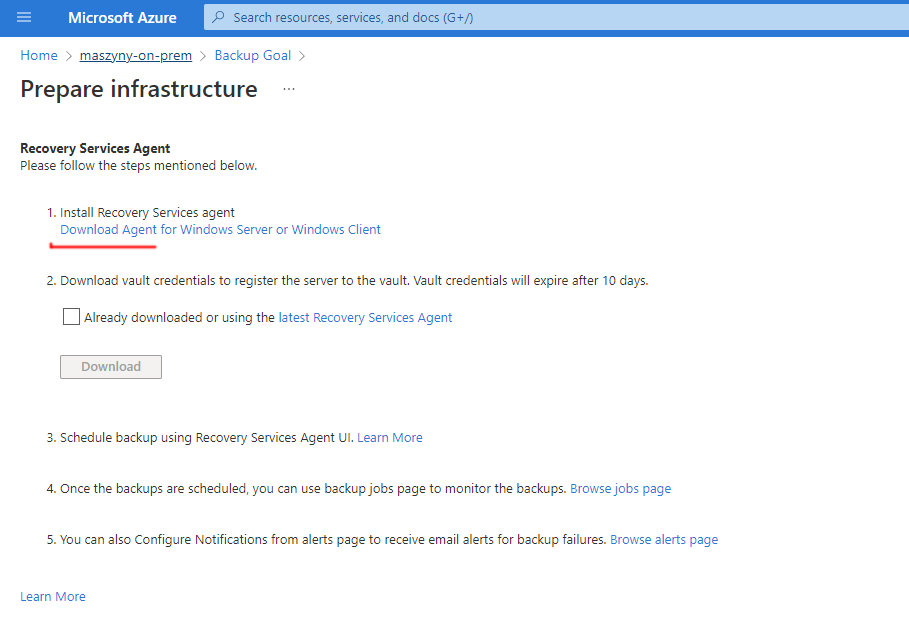 Microsoft Azure
Search resources, services, and docs (G+/)
Home > maszyny-on-prem > Backup Goal >
Prepare infrastructure ...
Recovery Services Agent
Please follow the steps mentioned below.
1. Install Recovery Services agent
Download Agent for Windows Server or Windows Client
2. Download vault credentials to register the server to the vault. Vault credentials will expire after 10 days.
Already downloaded or using the latest Recovery Services Agent
Download
3. Schedule backup using Recovery Services Agent UI. Learn More
4. Once the backups are scheduled, you can use backup jobs page to monitor the backups. Browse jobs page
5. You can also Configure Notifications from alerts page to receive email alerts for backup failures. Browse alerts page
Learn More